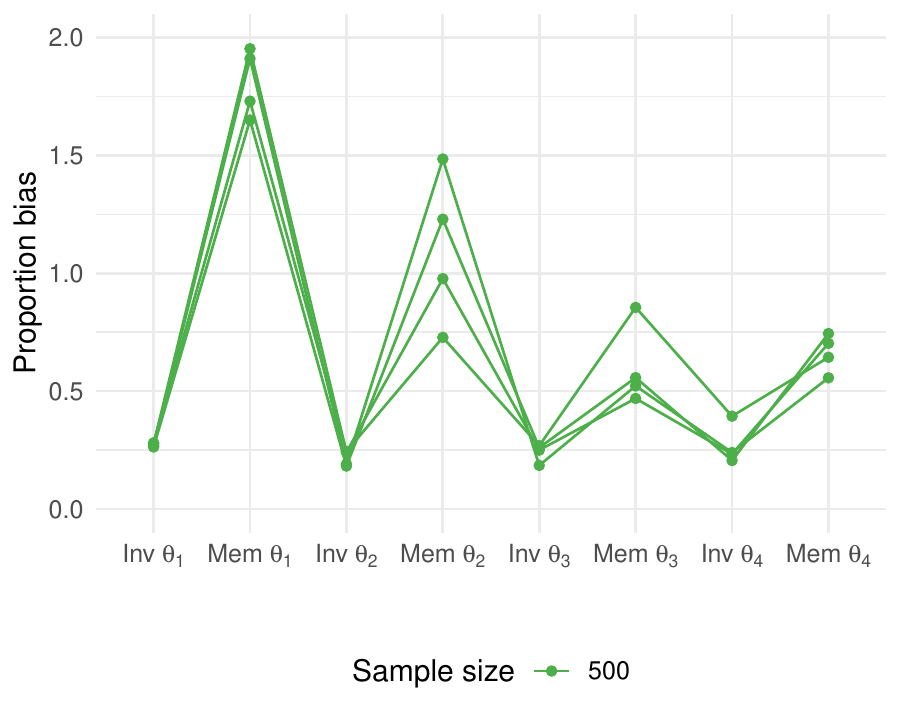 Proportion bias
2.0
1.5
1.0
0.5
0.0
Inv θ₁ Mem θ₁ Inv θ₂ Mem θ₂ Inv θ₃ Mem θ₃ Inv θ₄ Mem θ₄
Sample size 500